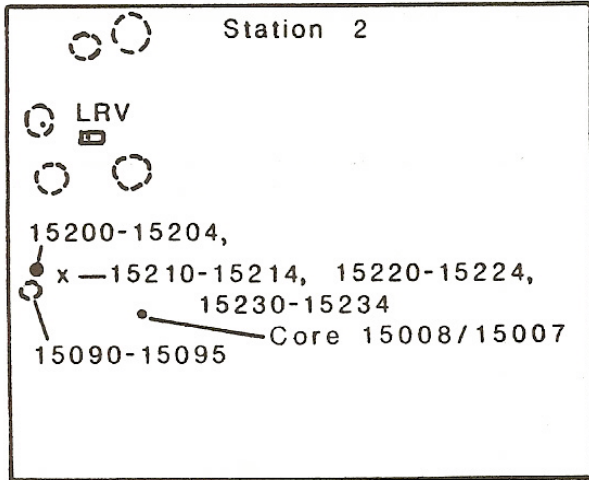 Station 2
LRV
15200-15204,
x — 15210-15214, 15220-15224,
15230-15234
Core 15008/15007
15090-15095